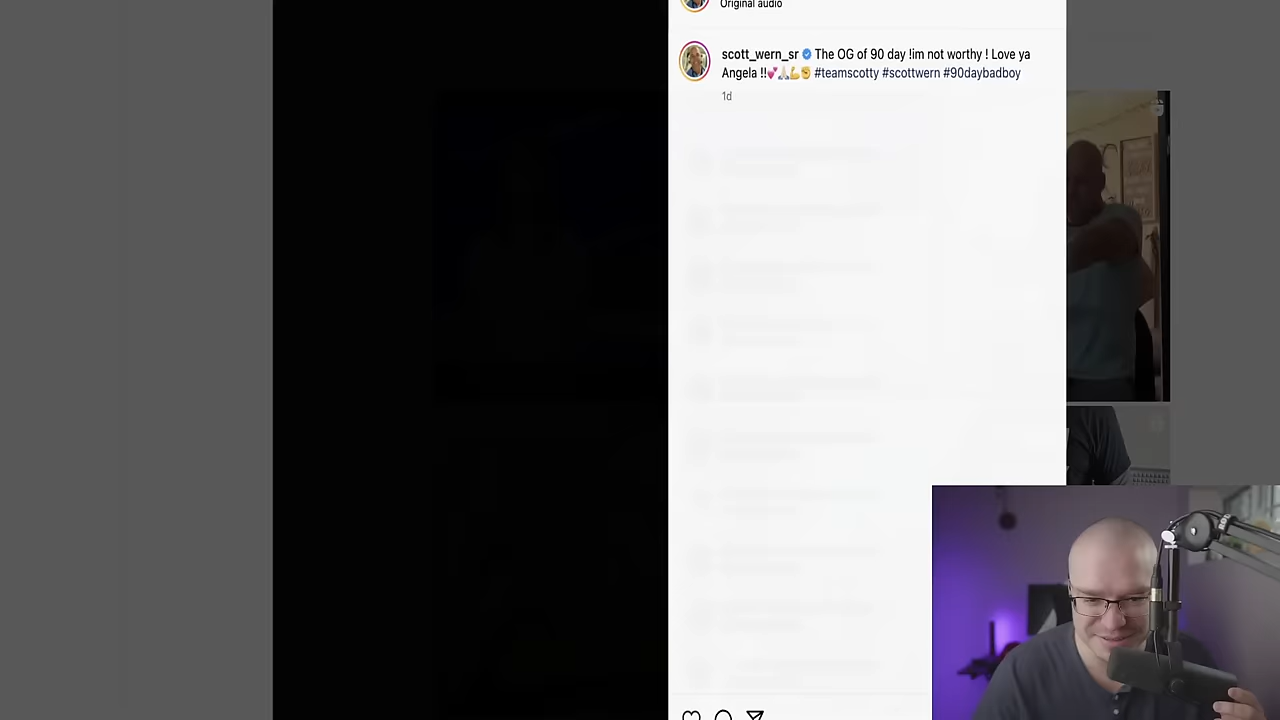 Original audio
scott_wern_sr The OG of 90 day !im not worthy ! Love ya
Angela !!💕🙏🏻💪✊ #teamscotty #scottwern #90daybadboy
1d